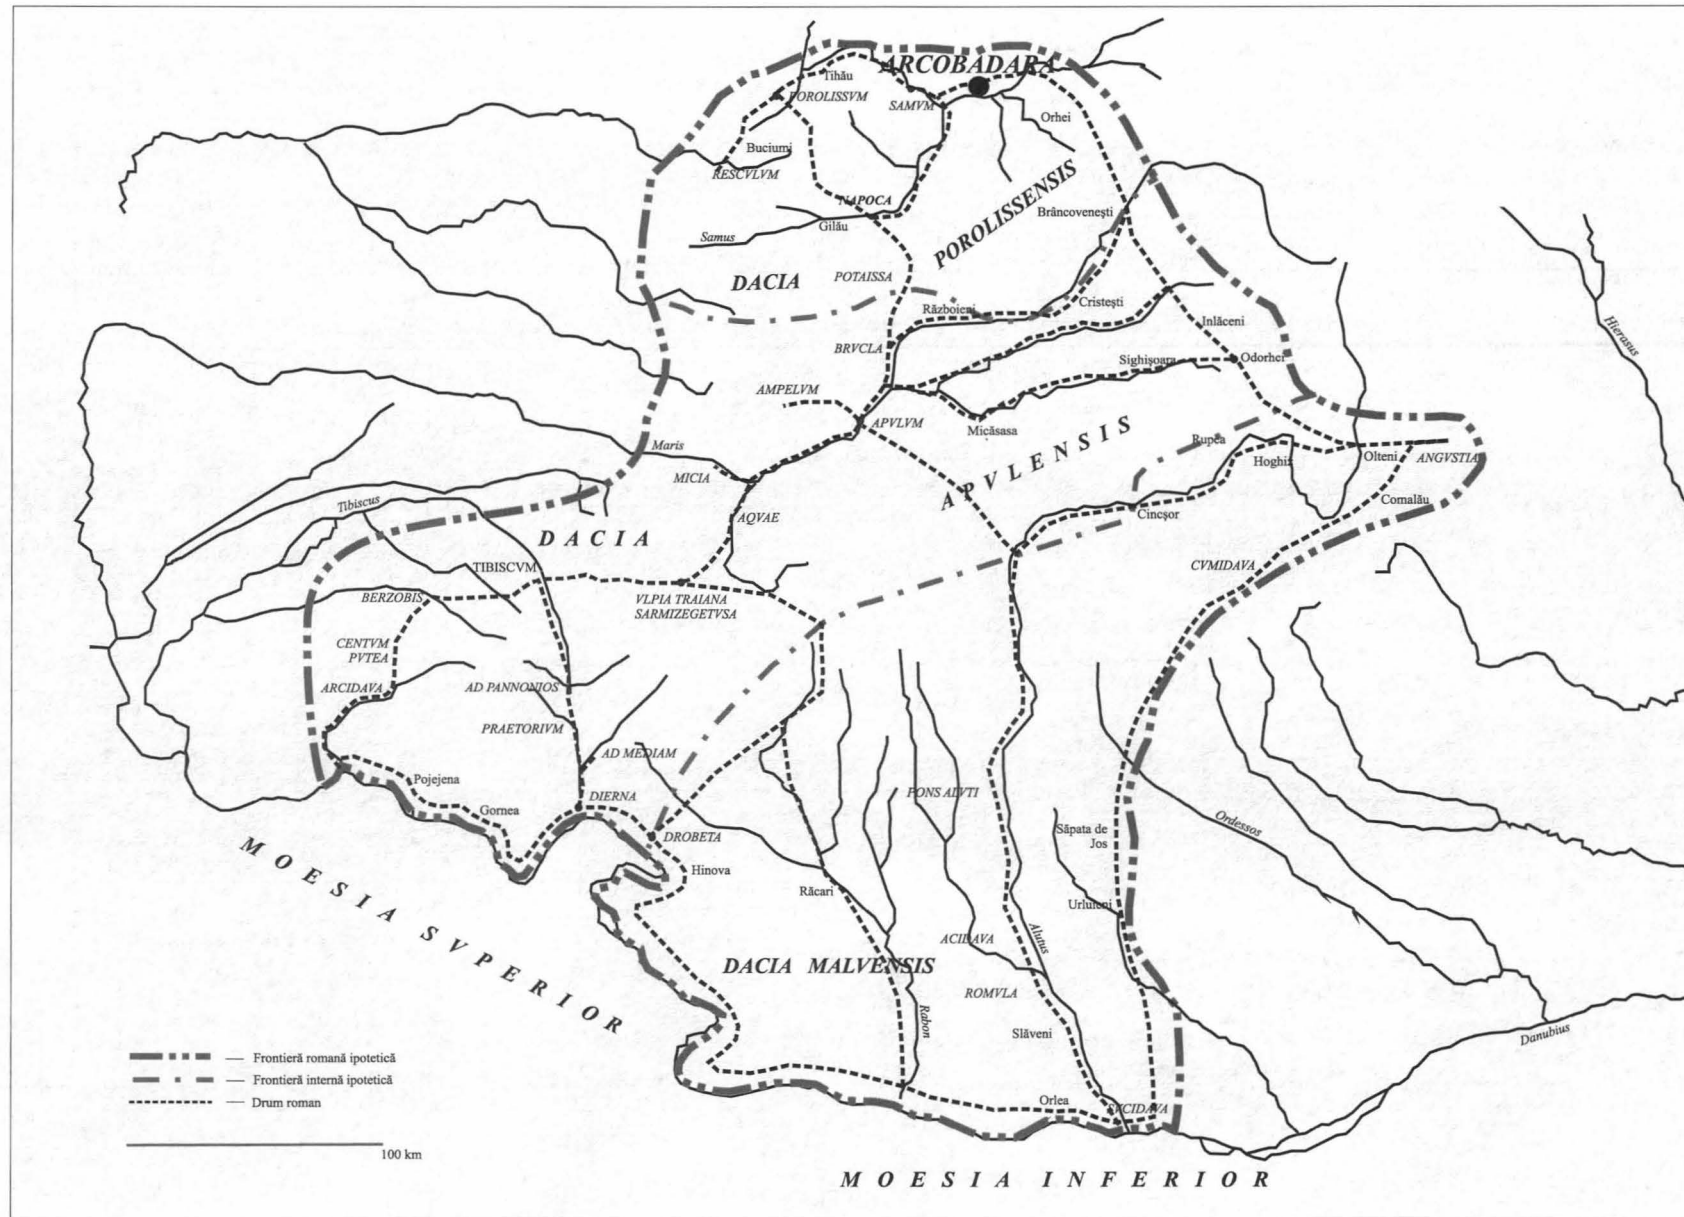 ARCOBADARA
Tihău
POROLISSVM
SAMVM
Orhei
Buciumi
RESCVLVM
NAPOCA
Gilău
Samus
POROLISSENSIS
Brâncovenești
DACIA
POTAISSA
Războieni
Cristești
Inlăceni
BRVCLA
Sighișoara
Odorhei
Hierasus
AMPELVM
APVLVM
Micăsasa
Maris
MICIA
APVLENSIS
Rupea
Hoghiz
Olteni
ANGVSTIA
Comalău
Tibiscus
AQVAE
DACIA
Cincșor
CVMIDAVA
TIBISCVM
BERZOBIS
VLPIA TRAIANA
SARMIZEGETVSA
CENTVM
PVTEA
ARCIDAVA
AD PANNONIOS
PRAETORIVM
AD MEDIAM
Pojejena
Gornea
DIERNA
DROBETA
Hinova
PONS ALVTI
Săpata de
Jos
Ordessos
Răcari
Urlueni
MOESIA SVPERIOR
DACIA MALVENSIS
ACIDAVA
Alutus
ROMVLA
Rabon
Slăveni
Danubius
Orlea
SVCIDAVA
— Frontieră romană ipotetică
— Frontieră internă ipotetică
— Drum roman
100 km
MOESIA INFERIOR